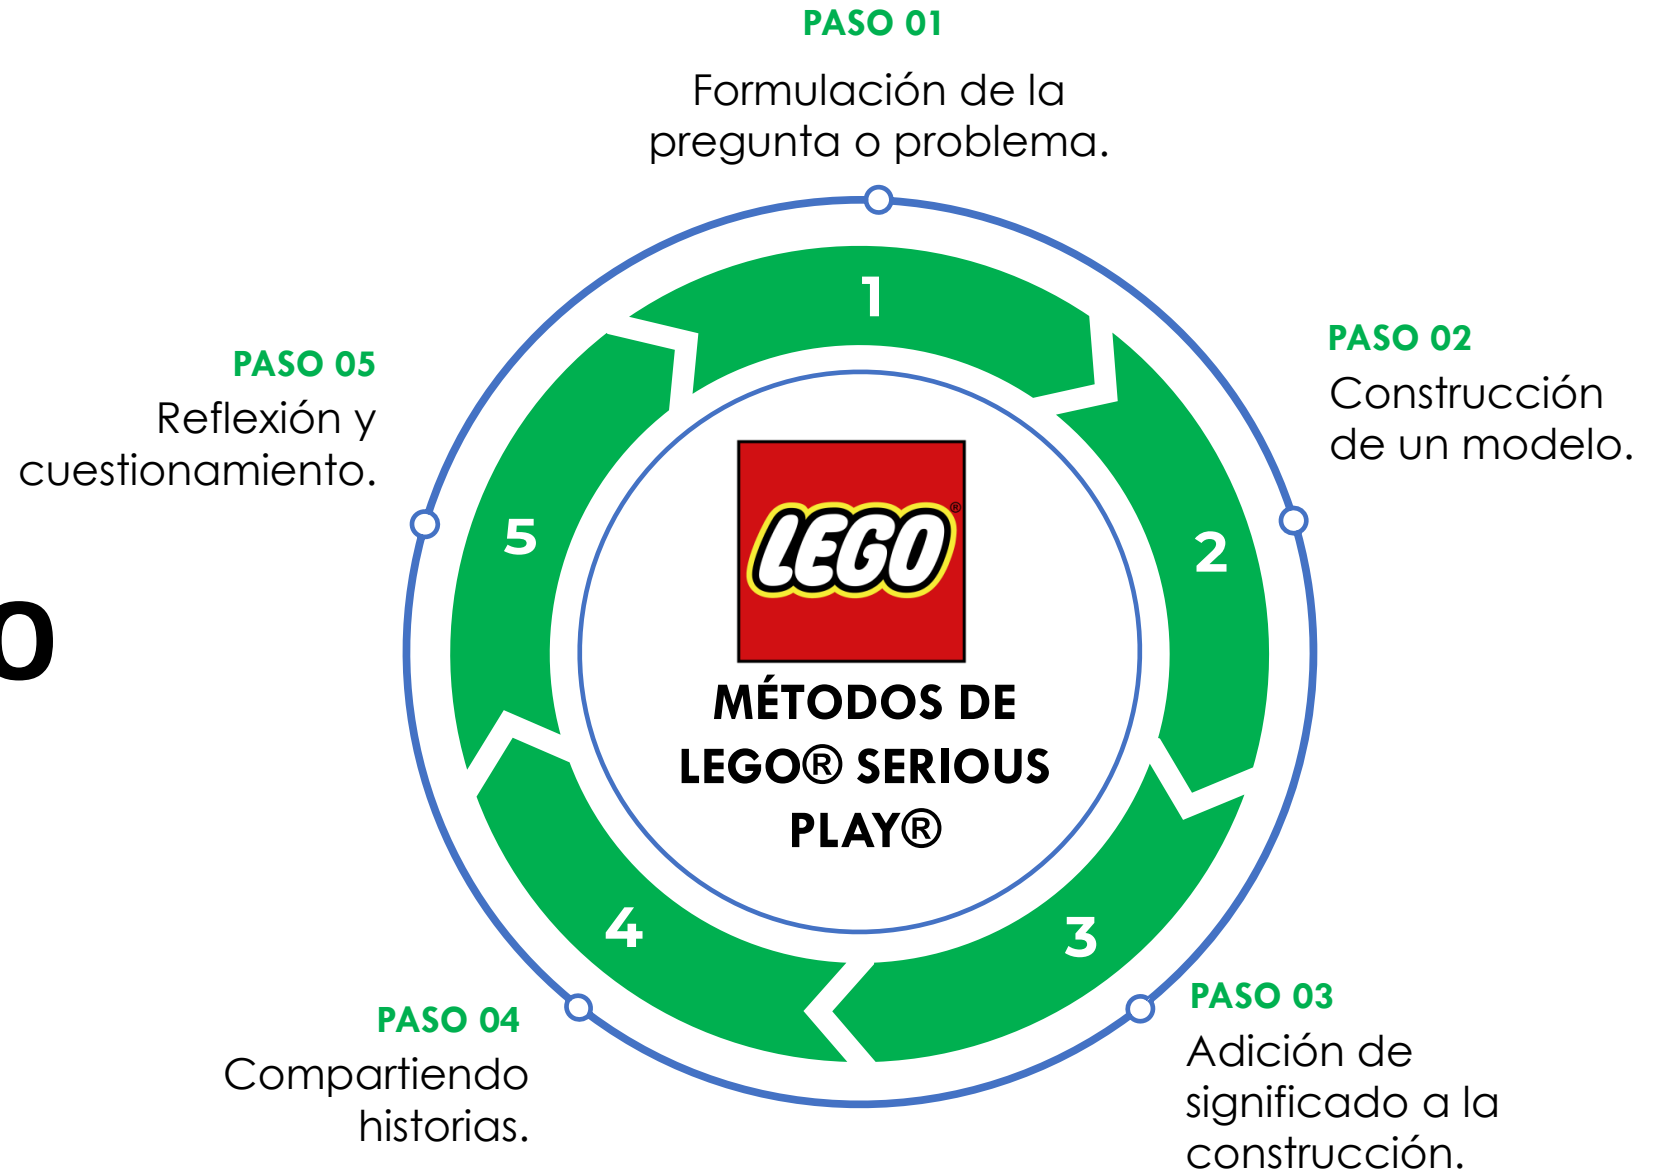 PASO 01
Formulación de la
pregunta o problema.
1
PASO 02
Construcción
de un modelo.
2
PASO 03
Adición de
significado a la
construcción.
3
PASO 04
Compartiendo
historias.
4
PASO 05
Reflexión y
cuestionamiento.
5
LEGO®
MÉTODOS DE
LEGO® SERIOUS
PLAY®
O